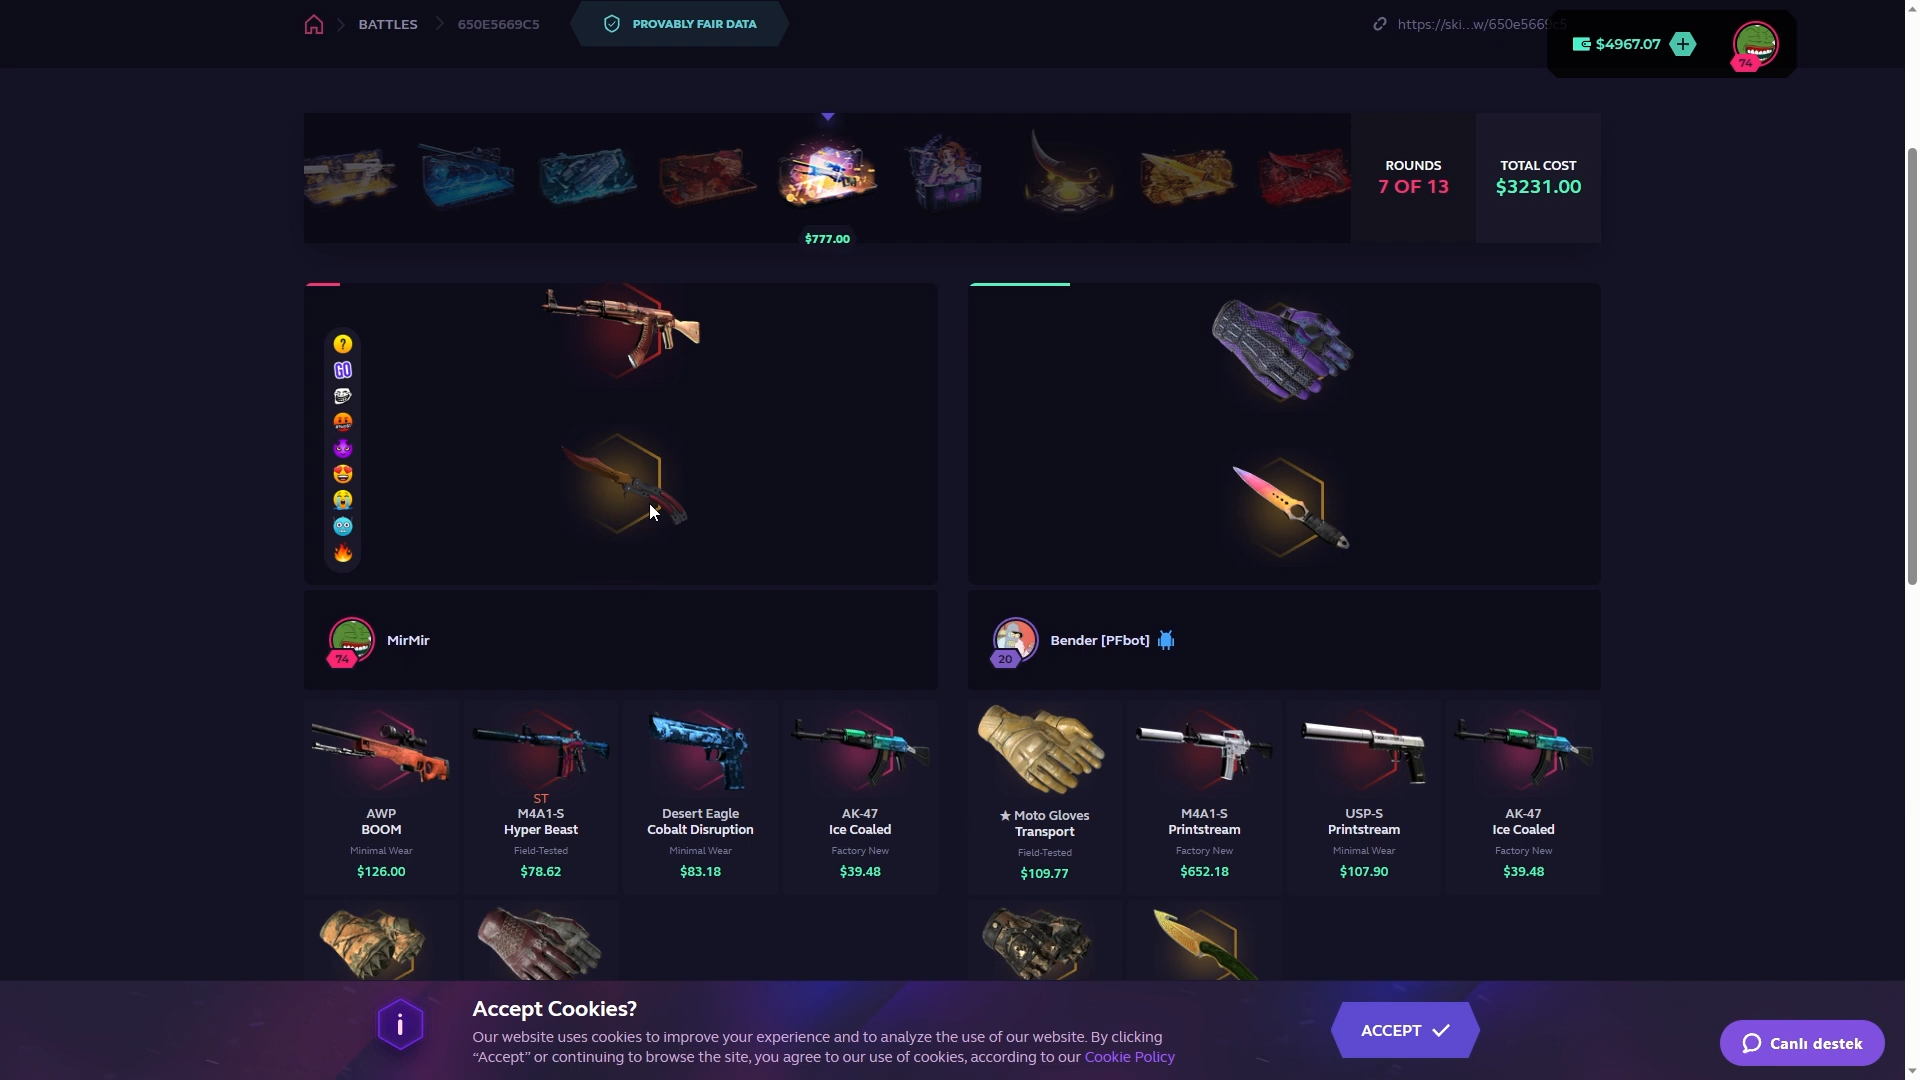 BATTLES
650E5669C5
PROVABLY FAIR DATA
https://ski...w/650e5669c5
$4967.07
74
ROUNDS
7 OF 13
TOTAL COST
$3231.00
$777.00
?
GO
74
MirMir
20
Bender [PFbot]
ST
AWP
BOOM
Minimal Wear
$126.00
M4A1-S
Hyper Beast
Field-Tested
$78.62
Desert Eagle
Cobalt Disruption
Minimal Wear
$83.18
AK-47
Ice Coaled
Factory New
$39.48
★ Moto Gloves
Transport
Field-Tested
$109.77
M4A1-S
Printstream
Factory New
$652.18
USP-S
Printstream
Minimal Wear
$107.90
AK-47
Ice Coaled
Factory New
$39.48
Accept Cookies?
Our website uses cookies to improve your experience and to analyze the use of our website. By clicking
“Accept” or continuing to browse the site, you agree to our use of cookies, according to our Cookie Policy
ACCEPT
Canlı destek